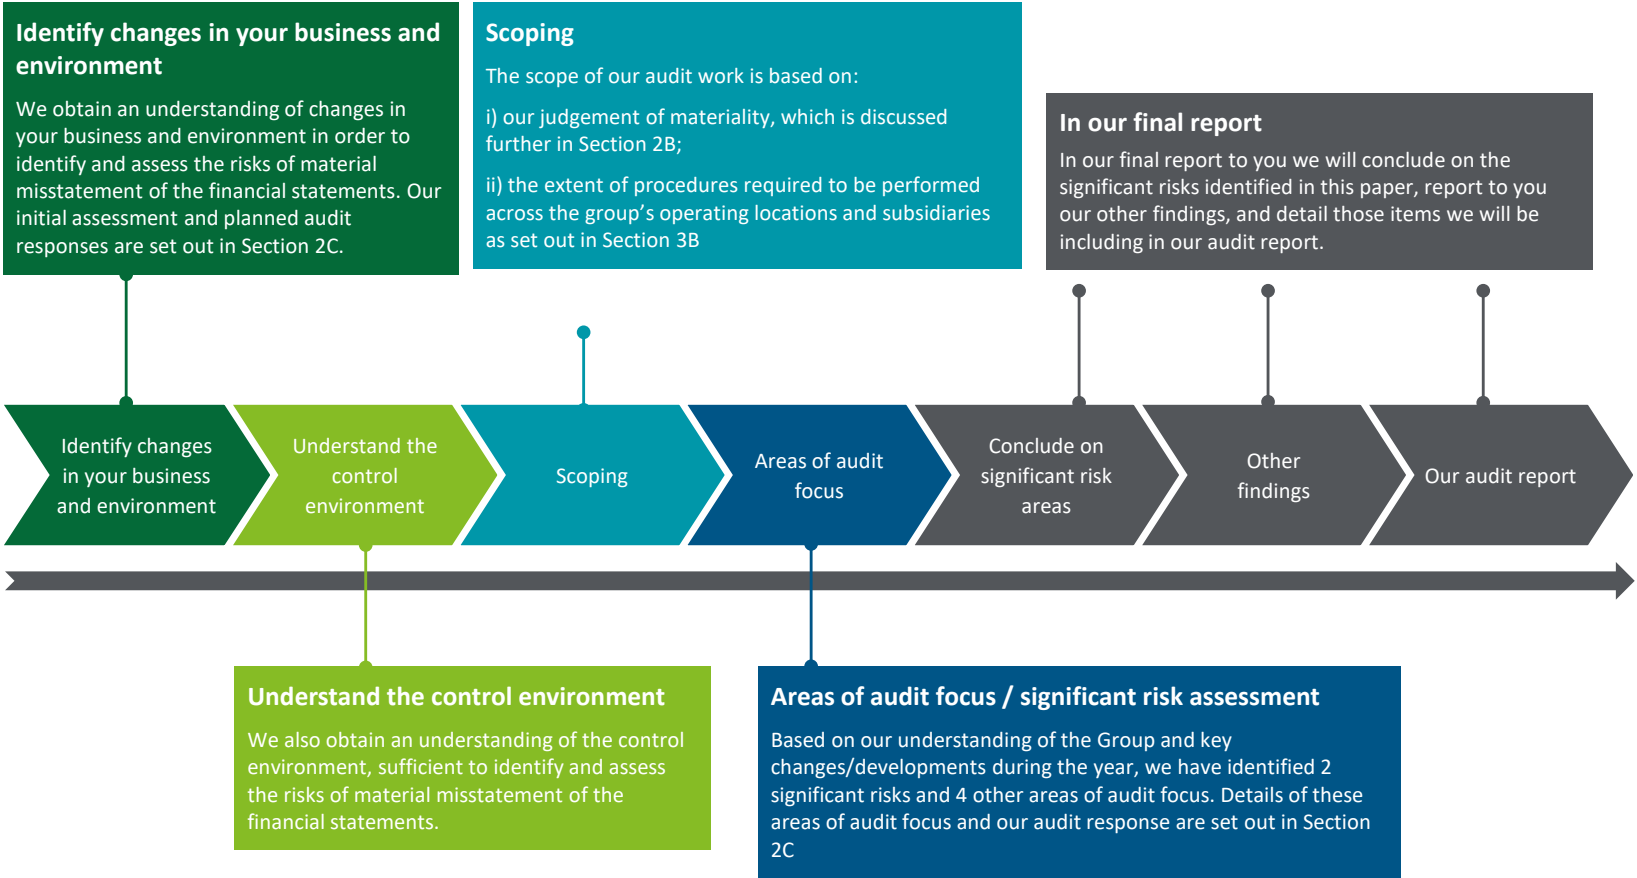 Identify changes in your business and
environment
We obtain an understanding of changes in
your business and environment in order to
identify and assess the risks of material
misstatement of the financial statements. Our
initial assessment and planned audit
responses are set out in Section 2C.
Scoping
The scope of our audit work is based on:
i) our judgement of materiality, which is discussed
further in Section 2B;
ii) the extent of procedures required to be performed
across the group’s operating locations and subsidiaries
as set out in Section 3B
In our final report
In our final report to you we will conclude on the
significant risks identified in this paper, report to you
our other findings, and detail those items we will be
including in our audit report.
Identify changes
in your business
and environment
Understand the
control
environment
Scoping
Areas of audit
focus
Conclude on
significant risk
areas
Other
findings
Our audit report
Understand the control environment
We also obtain an understanding of the control
environment, sufficient to identify and assess
the risks of material misstatement of the
financial statements.
Areas of audit focus / significant risk assessment
Based on our understanding of the Group and key
changes/developments during the year, we have identified 2
significant risks and 4 other areas of audit focus. Details of these
areas of audit focus and our audit response are set out in Section
2C